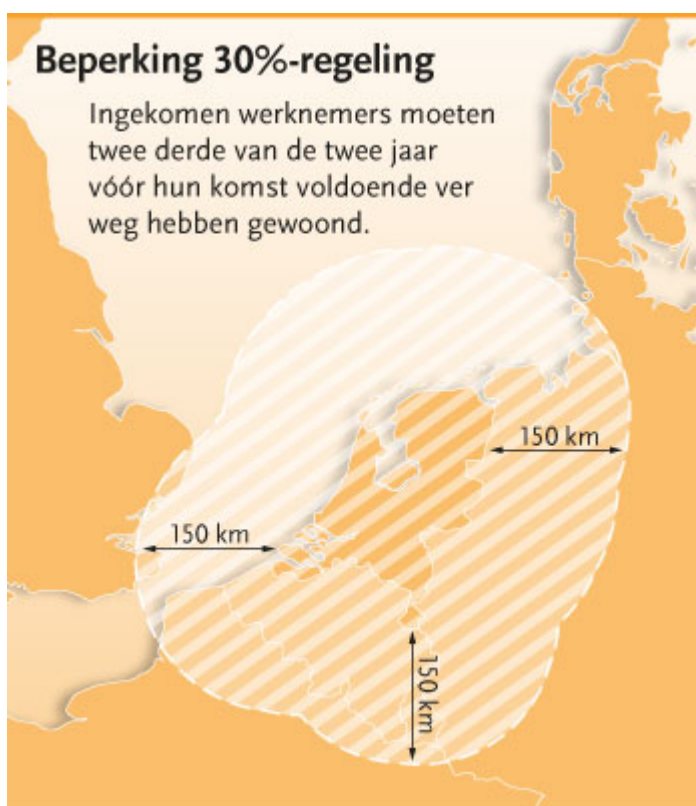 Beperking 30%-regeling
Ingekomen werknemers moeten
twee derde van de twee jaar
vóór hun komst voldoende ver
weg hebben gewoond.
150 km
150 km
150 km